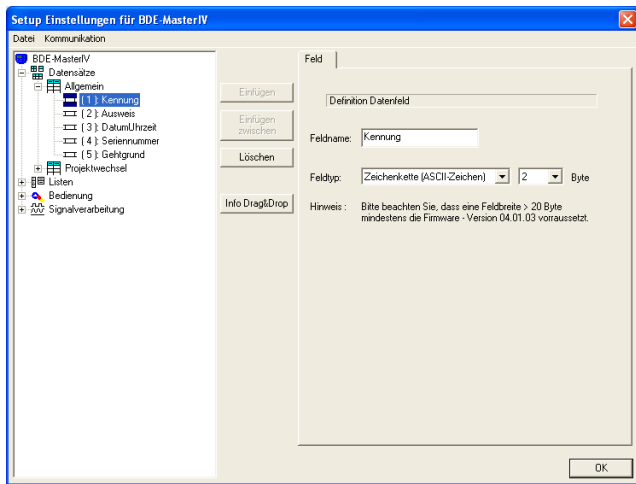 Setup Einstellungen für BDE-MasterIV
Datei Kommunikation
BDE-MasterIV
Datensätze
Allgemein
( 1 ): Kennung
( 2 ): Ausweis
( 3 ): DatumUhrzeit
( 4 ): Seriennummer
( 5 ): Gehtgrund
Projektwechsel
Listen
Bedienung
Signalverarbeitung
Einfügen
Einfügen
zwischen
Löschen
Info Drag&Drop
Feld
Definition Datenfeld
Feldname: Kennung
Feldtyp: Zeichenkette (ASCII-Zeichen) 2 Byte
Hinweis : Bitte beachten Sie, dass eine Feldbreite > 20 Byte
mindestens die Firmware - Version 04.01.03 vorraussetzt.
OK